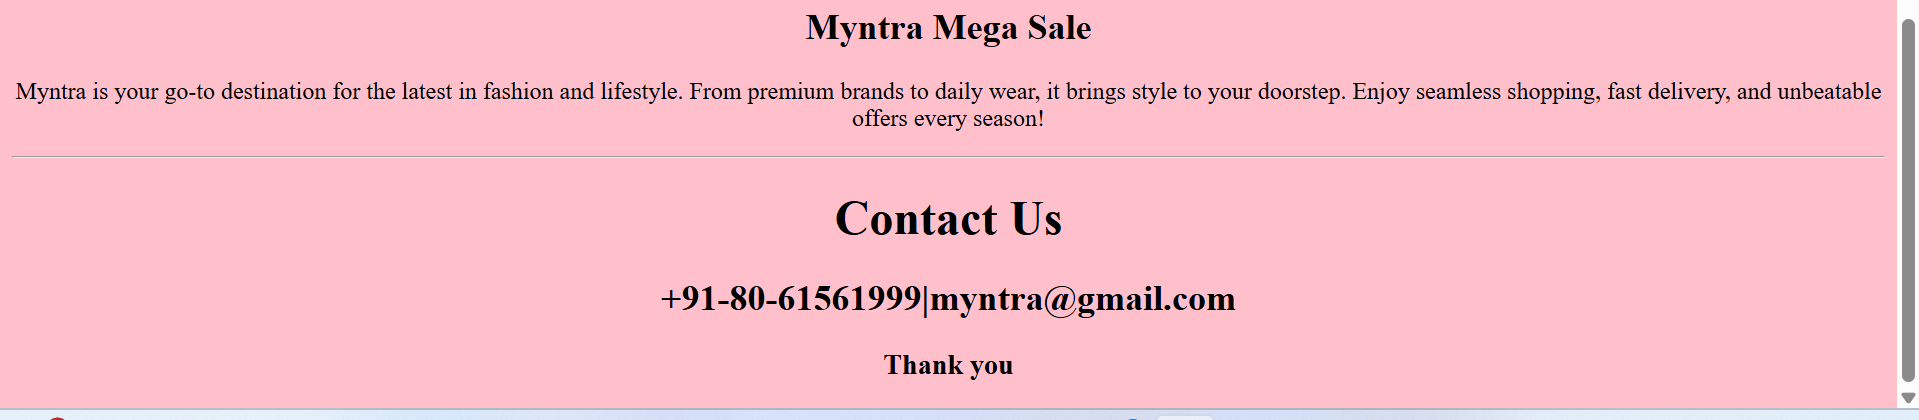 Myntra Mega Sale
Myntra is your go-to destination for the latest in fashion and lifestyle. From premium brands to daily wear, it brings style to your doorstep. Enjoy seamless shopping, fast delivery, and unbeatable
offers every season!
Contact Us
+91-80-61561999|myntra@gmail.com
Thank you